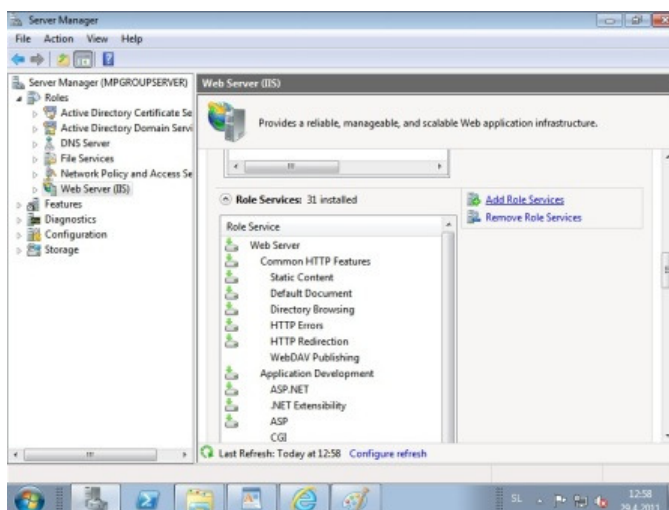 Server Manager
File Action View Help
Server Manager (MPGROUPSERVER)
Roles
Active Directory Certificate Se
Active Directory Domain Servi
DNS Server
File Services
Network Policy and Access Se
Web Server (IIS)
Features
Diagnostics
Configuration
Storage
Web Server (IIS)
Provides a reliable, manageable, and scalable Web application infrastructure.
Role Services: 31 installed
Role Service
Web Server
Common HTTP Features
Static Content
Default Document
Directory Browsing
HTTP Errors
HTTP Redirection
WebDAV Publishing
Application Development
ASP.NET
.NET Extensibility
ASP
CGI
Add Role Services
Remove Role Services
Last Refresh: Today at 12:58 Configure refresh
SL
12:58
29.4.2011